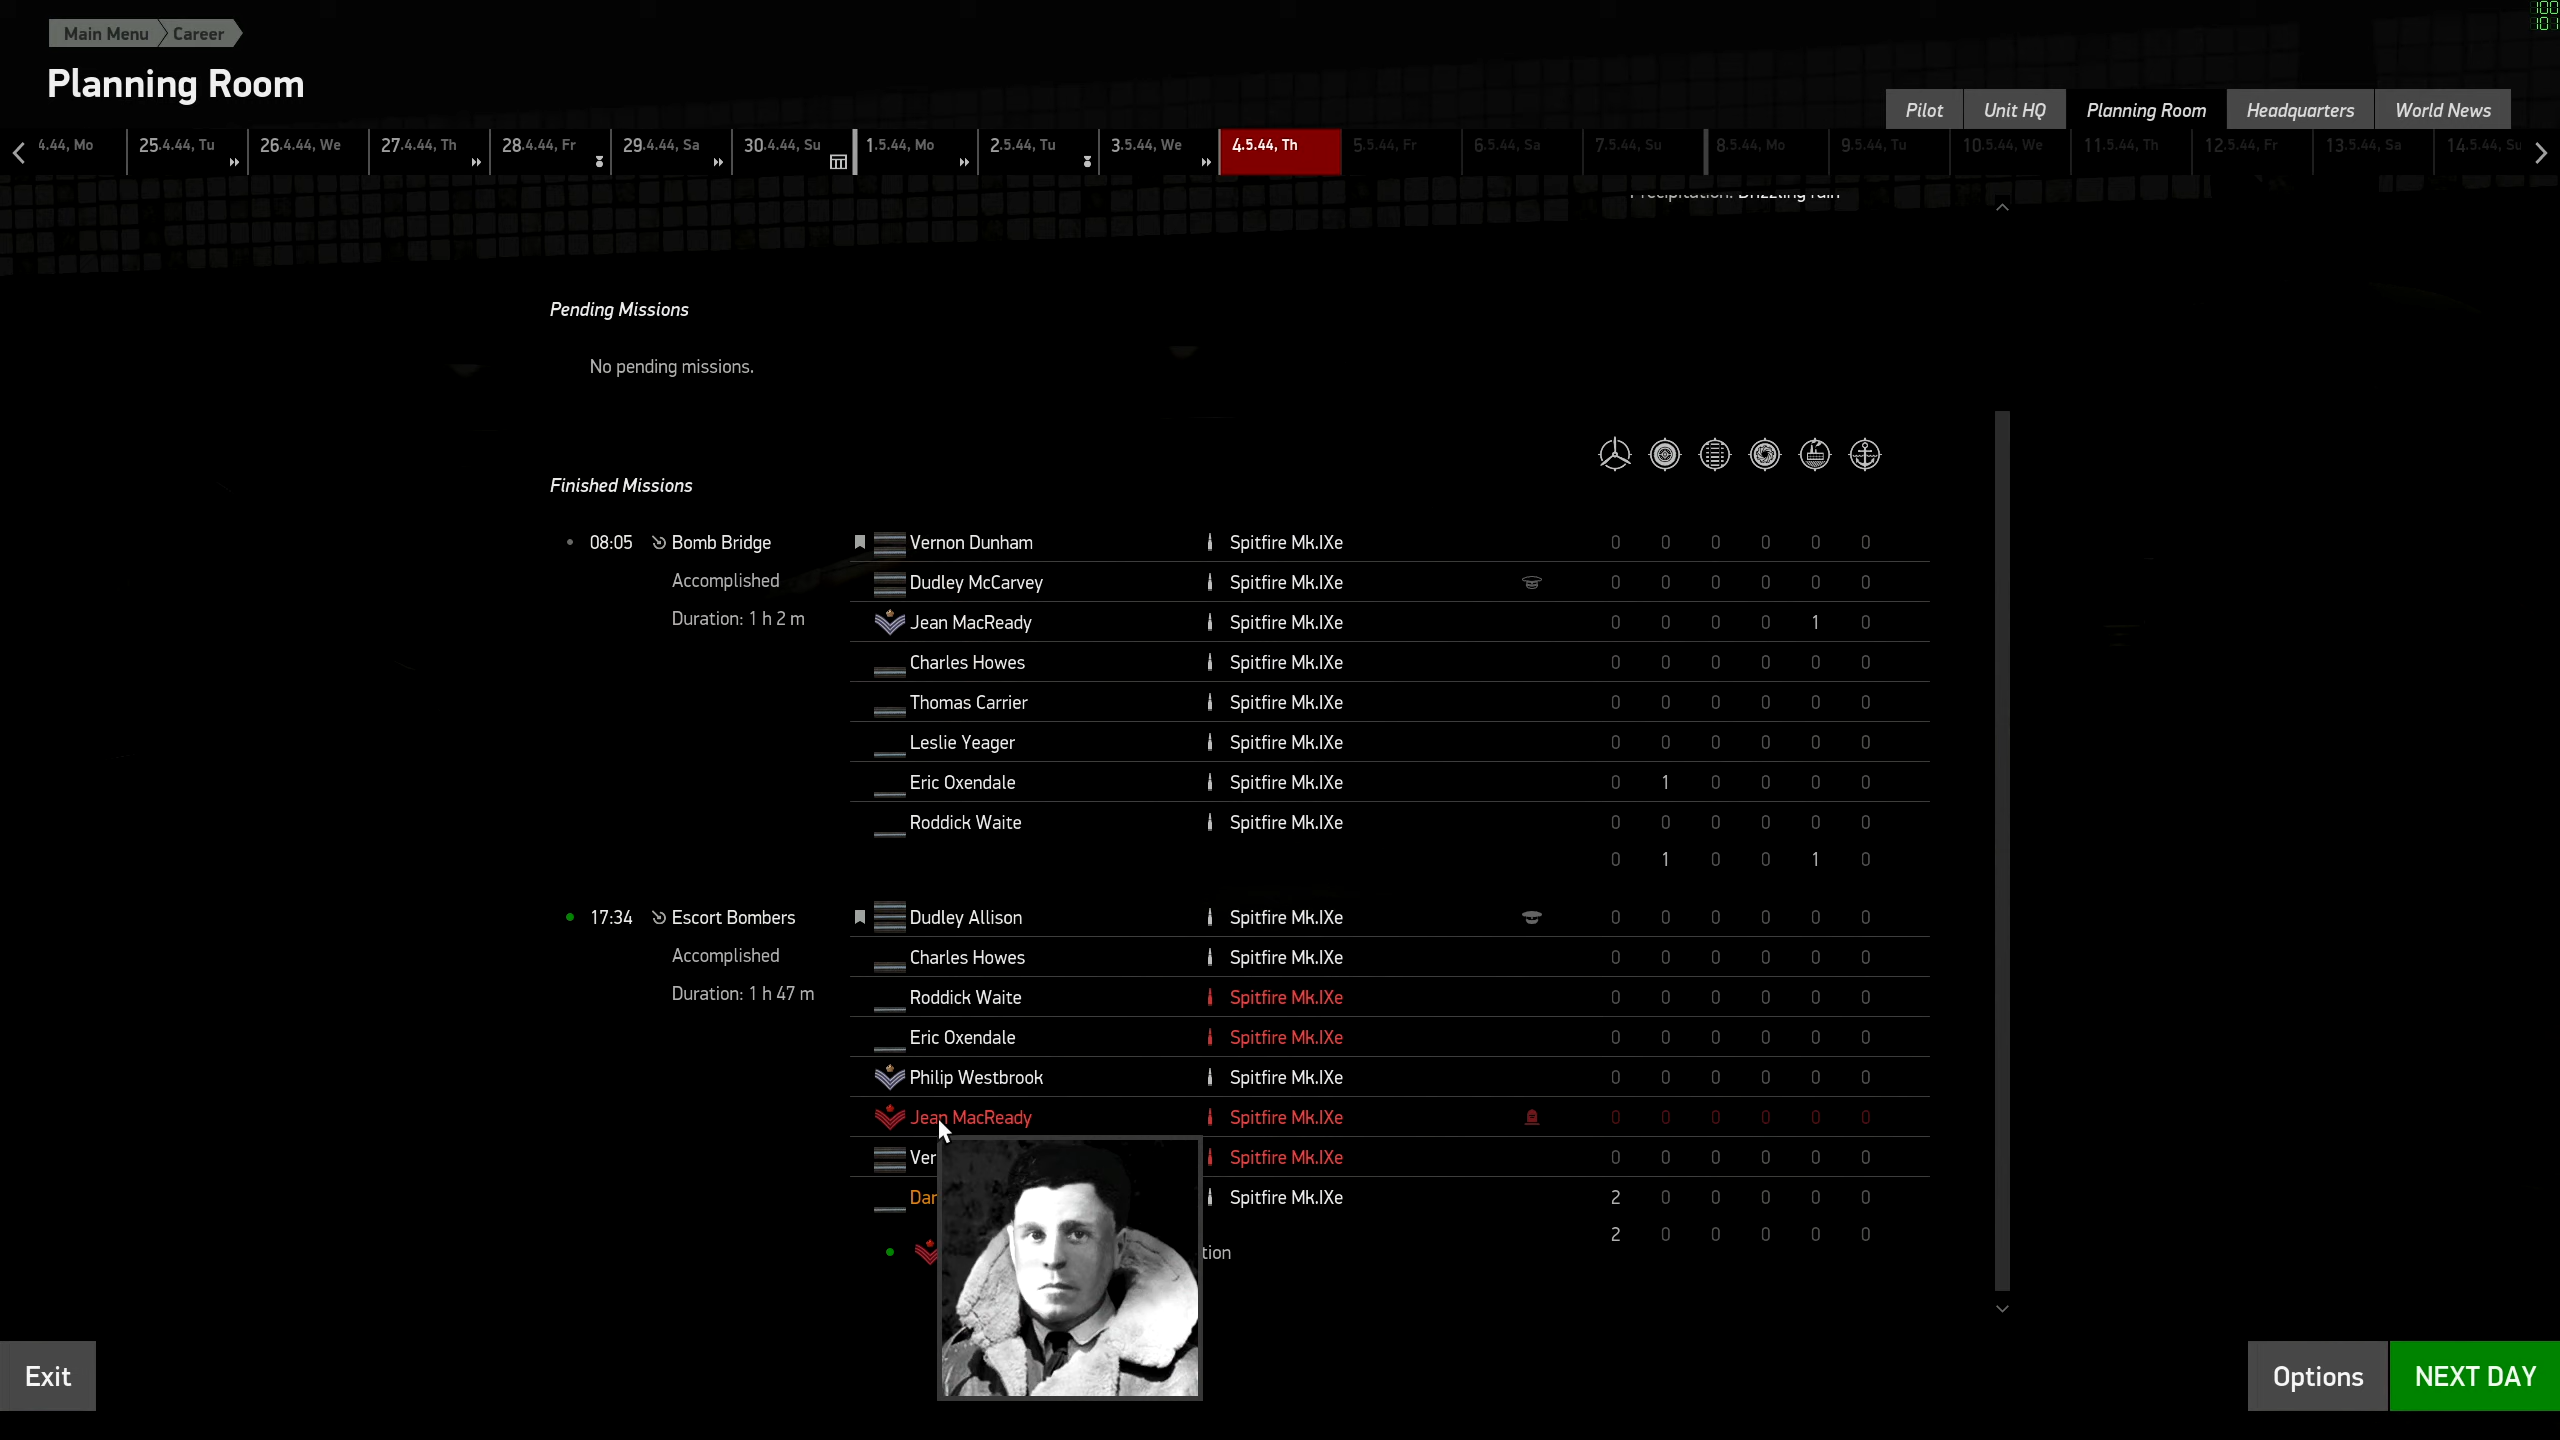 100
101
Main Menu Career
Planning Room
Pilot Unit HQ Planning Room Headquarters World News
4.44, Mo 25.4.44, Tu 26.4.44, We 27.4.44, Th 28.4.44, Fr 29.4.44, Sa 30.4.44, Su 1.5.44, Mo 2.5.44, Tu 3.5.44, We 4.5.44, Th 5.5.44, Fr 6.5.44, Sa 7.5.44, Su 8.5.44, Mo 9.5.44, Tu 10.5.44, We 11.5.44, Th 12.5.44, Fr 13.5.44, Sa 14.5.44, Su
Precipitation: Drizzling rain
Pending Missions
No pending missions.
Finished Missions
08:05 Bomb Bridge Vernon Dunham Spitfire Mk.IXe 0 0 0 0 0 0
Accomplished Dudley McCarvey Spitfire Mk.IXe 0 0 0 0 0 0
Duration: 1 h 2 m Jean MacReady Spitfire Mk.IXe 0 0 0 0 1 0
Charles Howes Spitfire Mk.IXe 0 0 0 0 0 0
Thomas Carrier Spitfire Mk.IXe 0 0 0 0 0 0
Leslie Yeager Spitfire Mk.IXe 0 0 0 0 0 0
Eric Oxendale Spitfire Mk.IXe 0 1 0 0 0 0
Roddick Waite Spitfire Mk.IXe 0 0 0 0 0 0
0 1 0 0 1 0
17:34 Escort Bombers Dudley Allison Spitfire Mk.IXe 0 0 0 0 0 0
Accomplished Charles Howes Spitfire Mk.IXe 0 0 0 0 0 0
Duration: 1 h 47 m Roddick Waite Spitfire Mk.IXe 0 0 0 0 0 0
Eric Oxendale Spitfire Mk.IXe 0 0 0 0 0 0
Philip Westbrook Spitfire Mk.IXe 0 0 0 0 0 0
Jean MacReady Spitfire Mk.IXe 0 0 0 0 0 0
Ver Spitfire Mk.IXe 0 0 0 0 0 0
Dar Spitfire Mk.IXe 2 0 0 0 0 0
2 0 0 0 0 0
tion
Exit Options NEXT DAY